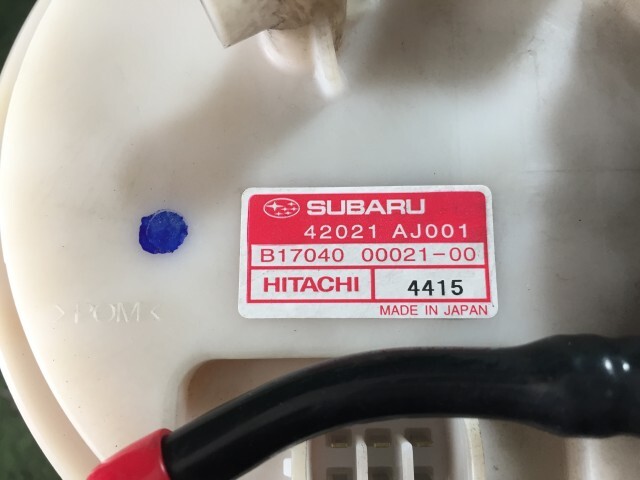 SUBARU
42021 AJ001
B17040 00021-00
HITACHI 4415
MADE IN JAPAN
>POM<